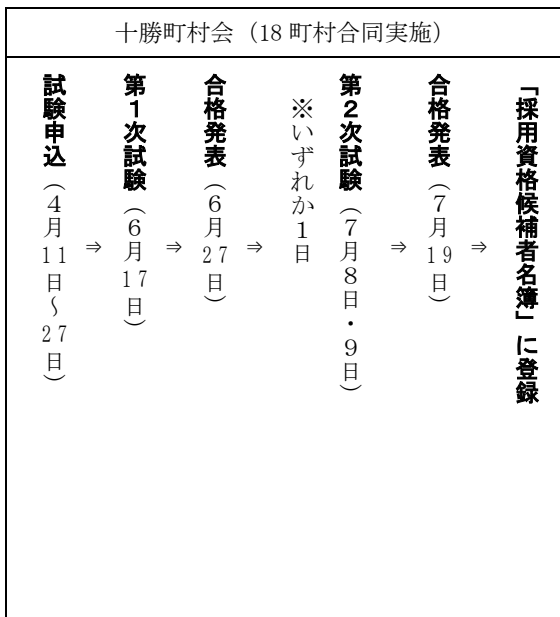 十勝町村会（18町村合同実施）
試験申込（４月11日～27日）
⇒
第１次試験（６月17日）
⇒
合格発表（６月27日）
⇒
※いずれか１日
第２次試験（７月８日・９日）
⇒
合格発表（７月19日）
⇒
「採用資格候補者名簿」に登録